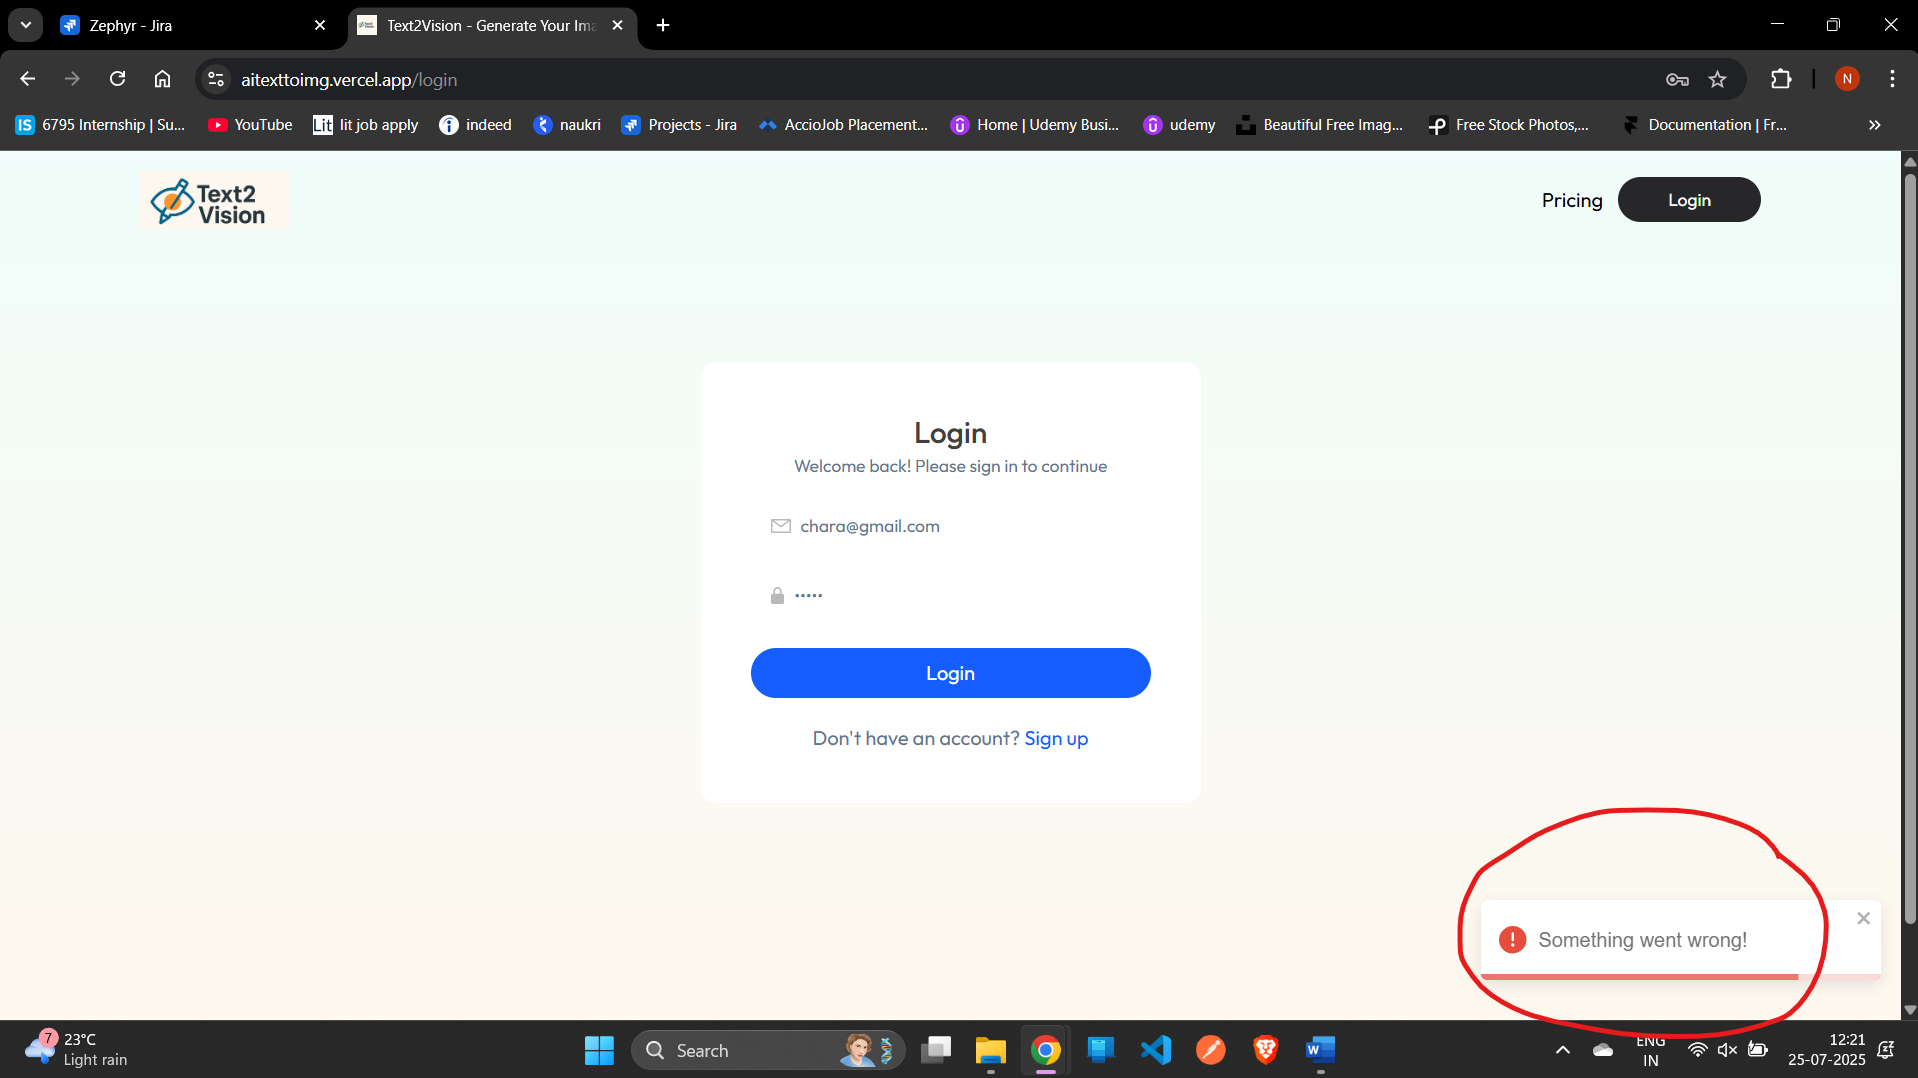 Zephyr - Jira
Text2Vision - Generate Your Ima
aitexttoimg.vercel.app/login
N
IS 6795 Internship | Su...
YouTube
Lit lit job apply
indeed
naukri
Projects - Jira
AccioJob Placement...
Home | Udemy Busi...
udemy
Beautiful Free Imag...
Free Stock Photos,...
Documentation | Fr...
Text2
Vision
Pricing
Login
Login
Welcome back! Please sign in to continue
chara@gmail.com
•••••
Login
Don't have an account? Sign up
Something went wrong!
7
23°C
Light rain
Search
W
ENG
IN
12:21
25-07-2025